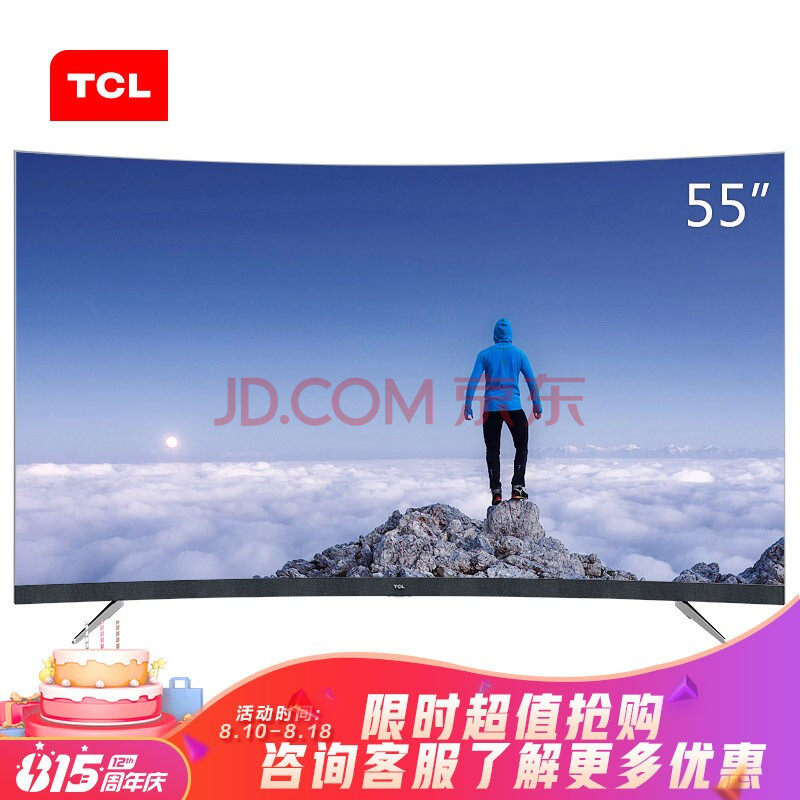 TCL
55"
JD.COM 京东
TCL
活动时间:
8.10-8.18
限时超值抢购
咨询客服了解更多优惠
815
12th
周年庆